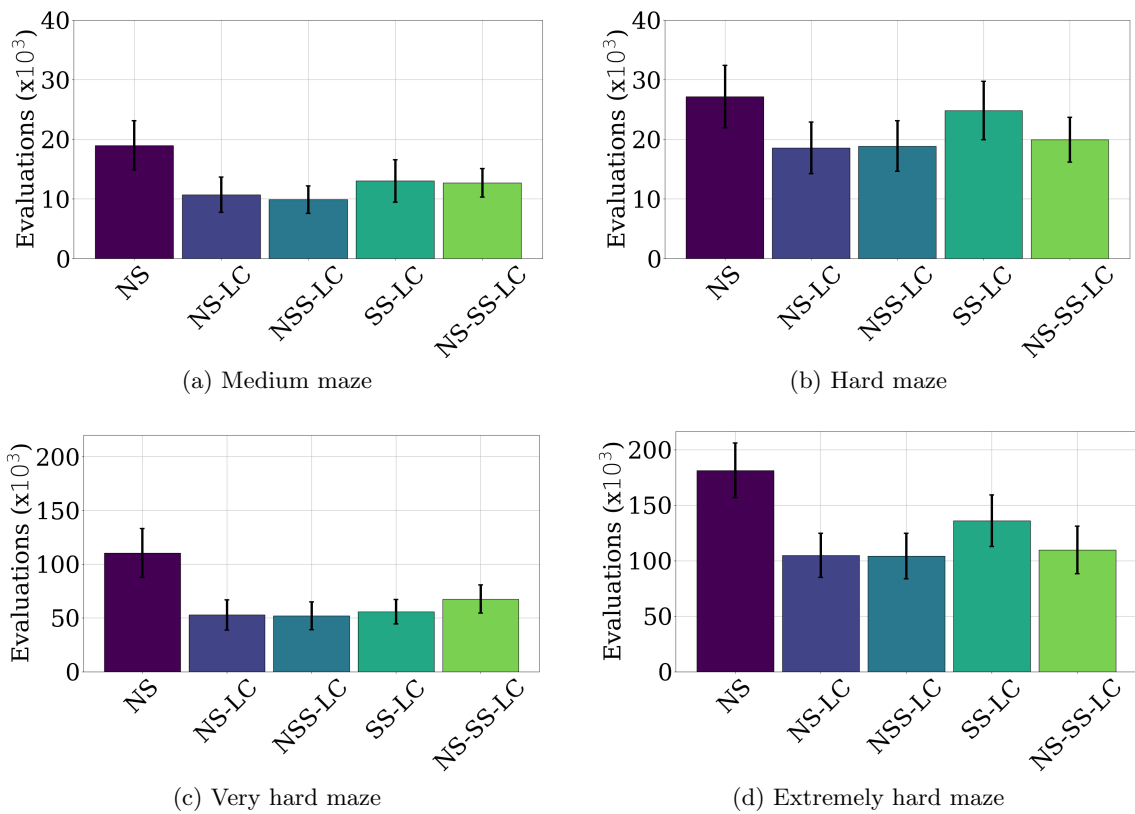 40
30
20
10
0
Evaluations (x10³)
NS
NS-LC
NSS-LC
SS-LC
NS-SS-LC
(a) Medium maze
40
30
20
10
0
Evaluations (x10³)
NS
NS-LC
NSS-LC
SS-LC
NS-SS-LC
(b) Hard maze
200
150
100
50
0
Evaluations (x10³)
NS
NS-LC
NSS-LC
SS-LC
NS-SS-LC
(c) Very hard maze
200
150
100
50
0
Evaluations (x10³)
NS
NS-LC
NSS-LC
SS-LC
NS-SS-LC
(d) Extremely hard maze